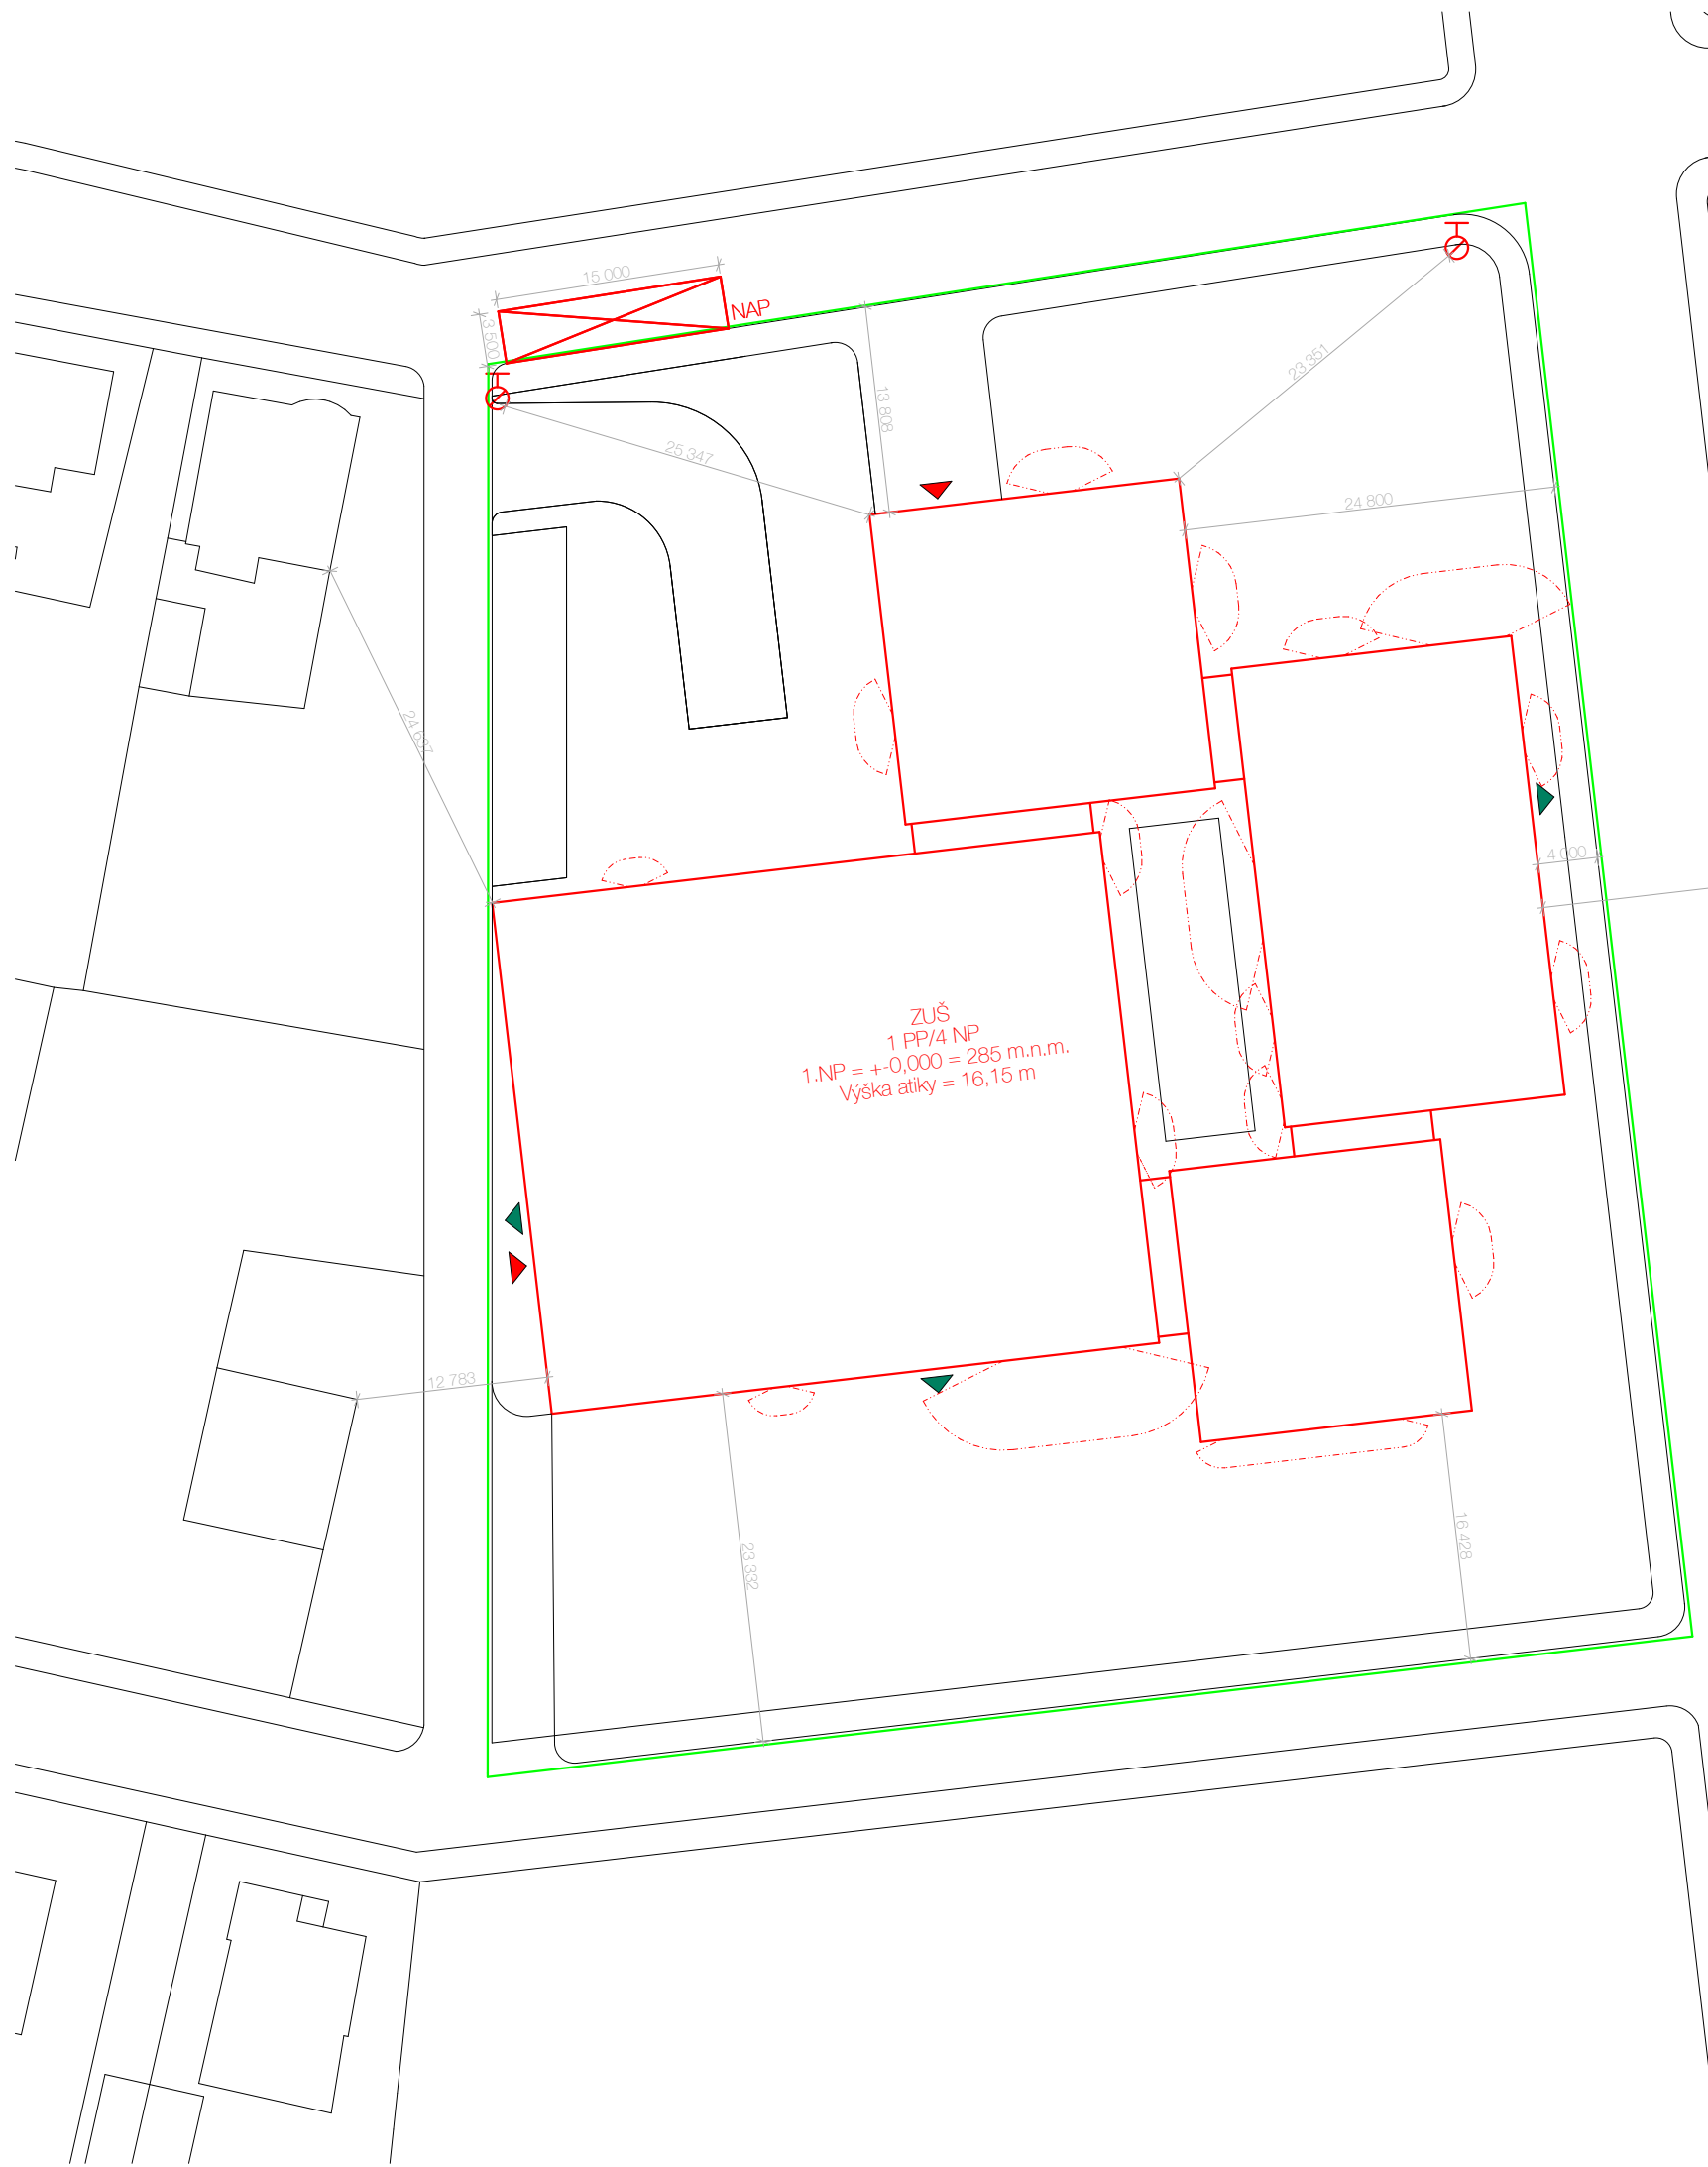 15 000
3 500
NAP
23 351
13 808
25 347
24 800
24 637
4 000
ZUŠ
1 PP/4 NP
1.NP = +-0,000 = 285 m.n.m.
Výška atiky = 16,15 m
12 783
23 332
16 428